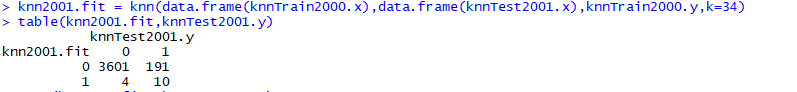 > knn2001.fit = knn(data.frame(knnTrain2000.x),data.frame(knnTest2001.x),knnTrain2000.y,k=34)
> table(knn2001.fit,knnTest2001.y)
knnTest2001.y
knn2001.fit 0 1
0 3601 191
1 4 10